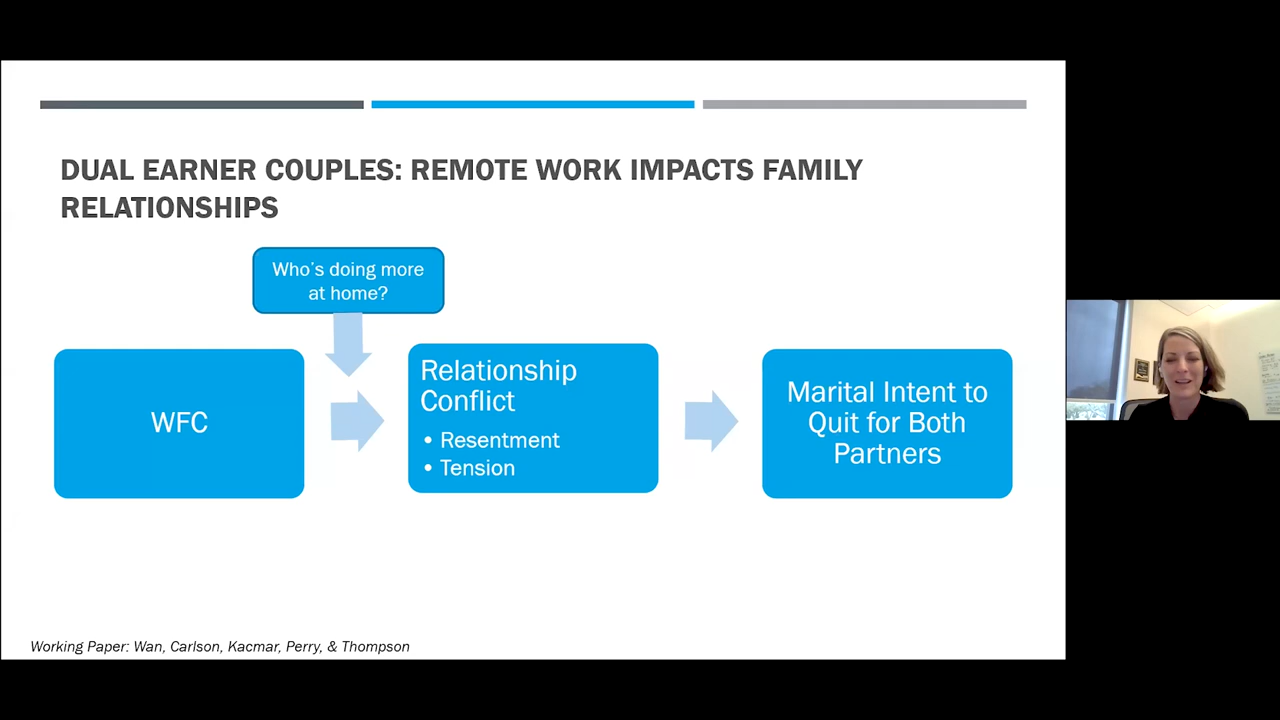 DUAL EARNER COUPLES: REMOTE WORK IMPACTS FAMILY
RELATIONSHIPS
Who's doing more
at home?
WFC
Relationship
Conflict
• Resentment
• Tension
Marital Intent to
Quit for Both
Partners
Working Paper: Wan, Carlson, Kacmar, Perry, & Thompson